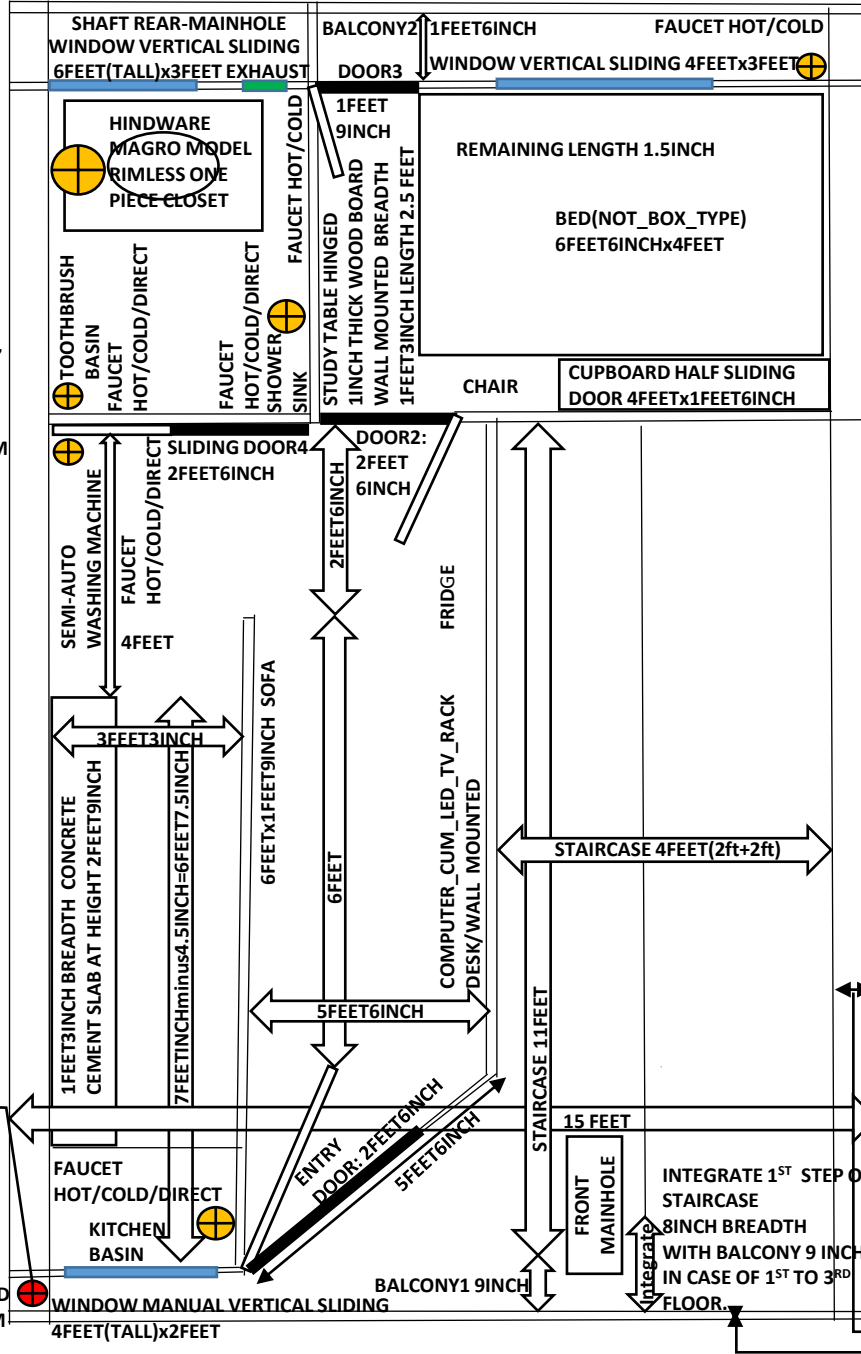 SHAFT REAR-MAINHOLE
WINDOW VERTICAL SLIDING
6FEET(TALL)x3FEET EXHAUST
BALCONY2
1FEET6INCH
FAUCET HOT/COLD
DOOR3
WINDOW VERTICAL SLIDING 4FEETx3FEET
1FEET
9INCH
HINDWARE
MAGRO MODEL
RIMLESS ONE
PIECE CLOSET
FAUCET HOT/COLD
REMAINING LENGTH 1.5INCH
BED(NOT_BOX_TYPE)
6FEET6INCHx4FEET
STUDY TABLE HINGED
1INCH THICK WOOD BOARD
WALL MOUNTED BREADTH
1FEET3INCH LENGTH 2.5 FEET
TOOTHBRUSH
BASIN
FAUCET
HOT/COLD/DIRECT
FAUCET
HOT/COLD/DIRECT
SHOWER
SINK
CHAIR
CUPBOARD HALF SLIDING
DOOR 4FEETx1FEET6INCH
M
SLIDING DOOR4
2FEET6INCH
DOOR2:
2FEET
6INCH
2FEET6INCH
SEMI-AUTO
WASHING MACHINE
FAUCET
HOT/COLD/DIRECT
4FEET
FRIDGE
3FEET3INCH
6FEETx1FEET9INCH SOFA
6FEET
COMPUTER_CUM_LED_TV_RACK
DESK/WALL MOUNTED
STAIRCASE 4FEET(2ft+2ft)
1FEET3INCH BREADTH CONCRETE
CEMENT SLAB AT HEIGHT 2FEET9INCH
7FEETINCHminus4.5INCH=6FEET7.5INCH
5FEET6INCH
STAIRCASE 11FEET
15 FEET
ENTRY
DOOR: 2FEET6INCH
5FEET6INCH
FAUCET
HOT/COLD/DIRECT
KITCHEN
BASIN
FRONT
MAINHOLE
INTEGRATE 1ST STEP O
STAIRCASE
8INCH BREADTH
WITH BALCONY 9 INCH
IN CASE OF 1ST TO 3RD
FLOOR.
Integrate
BALCONY1 9INCH
D
M
WINDOW MANUAL VERTICAL SLIDING
4FEET(TALL)x2FEET